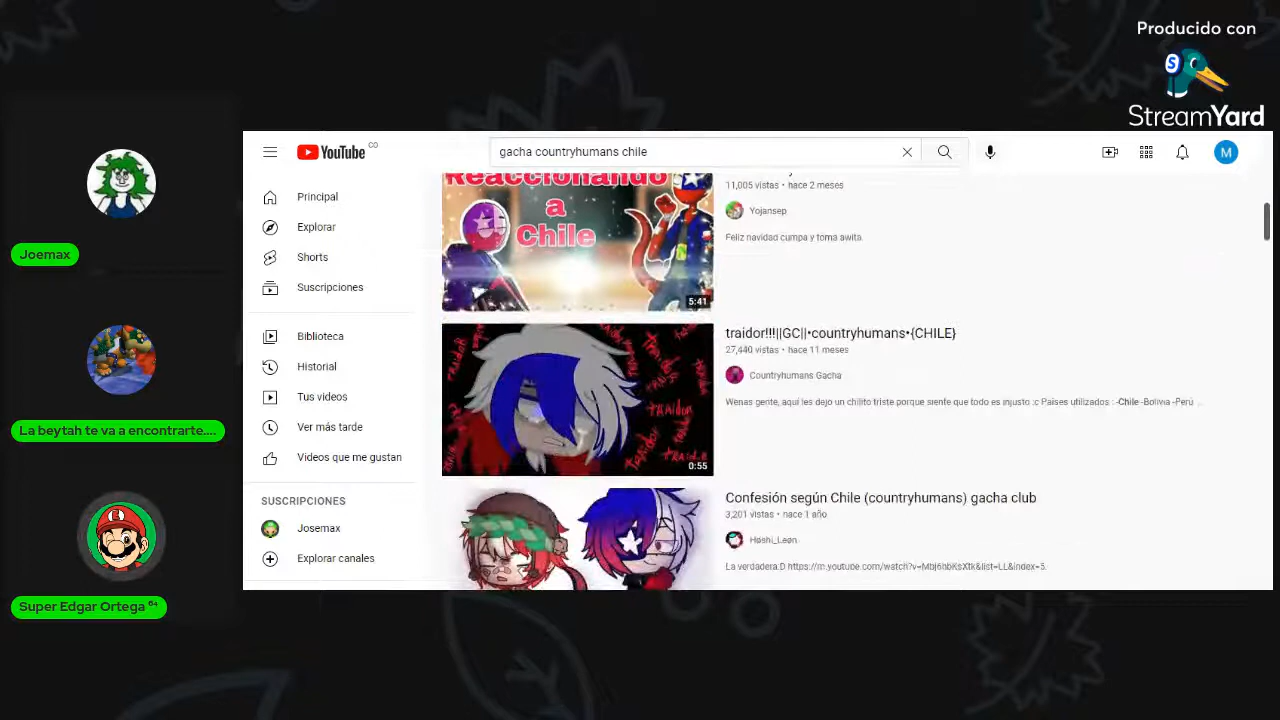 Producido con
StreamYard
YouTube CO
gacha countryhumans chile
M
Joemax
La beytah te va a encontrarte....
Super Edgar Ortega ⁶⁴
Principal
Explorar
Shorts
Suscripciones
Biblioteca
Historial
Tus videos
Ver más tarde
Videos que me gustan
SUSCRIPCIONES
Josemax
Explorar canales
Reaccionando
a
Chile
5:41
11,005 vistas • hace 2 meses
Yojansep
Feliz navidad cumpa y toma awita.
traidor
0:55
traidor!!!||GC||•countryhumans•{CHILE}
27,440 vistas • hace 11 meses
Countryhumans Gacha
Wenas gente, aquí les dejo un chilito triste porque siente que todo es injusto :c Países utilizados : -Chile -Bolivia -Perú ...
Confesión según Chile (countryhumans) gacha club
3,201 vistas • hace 1 año
Høshi_Leøn